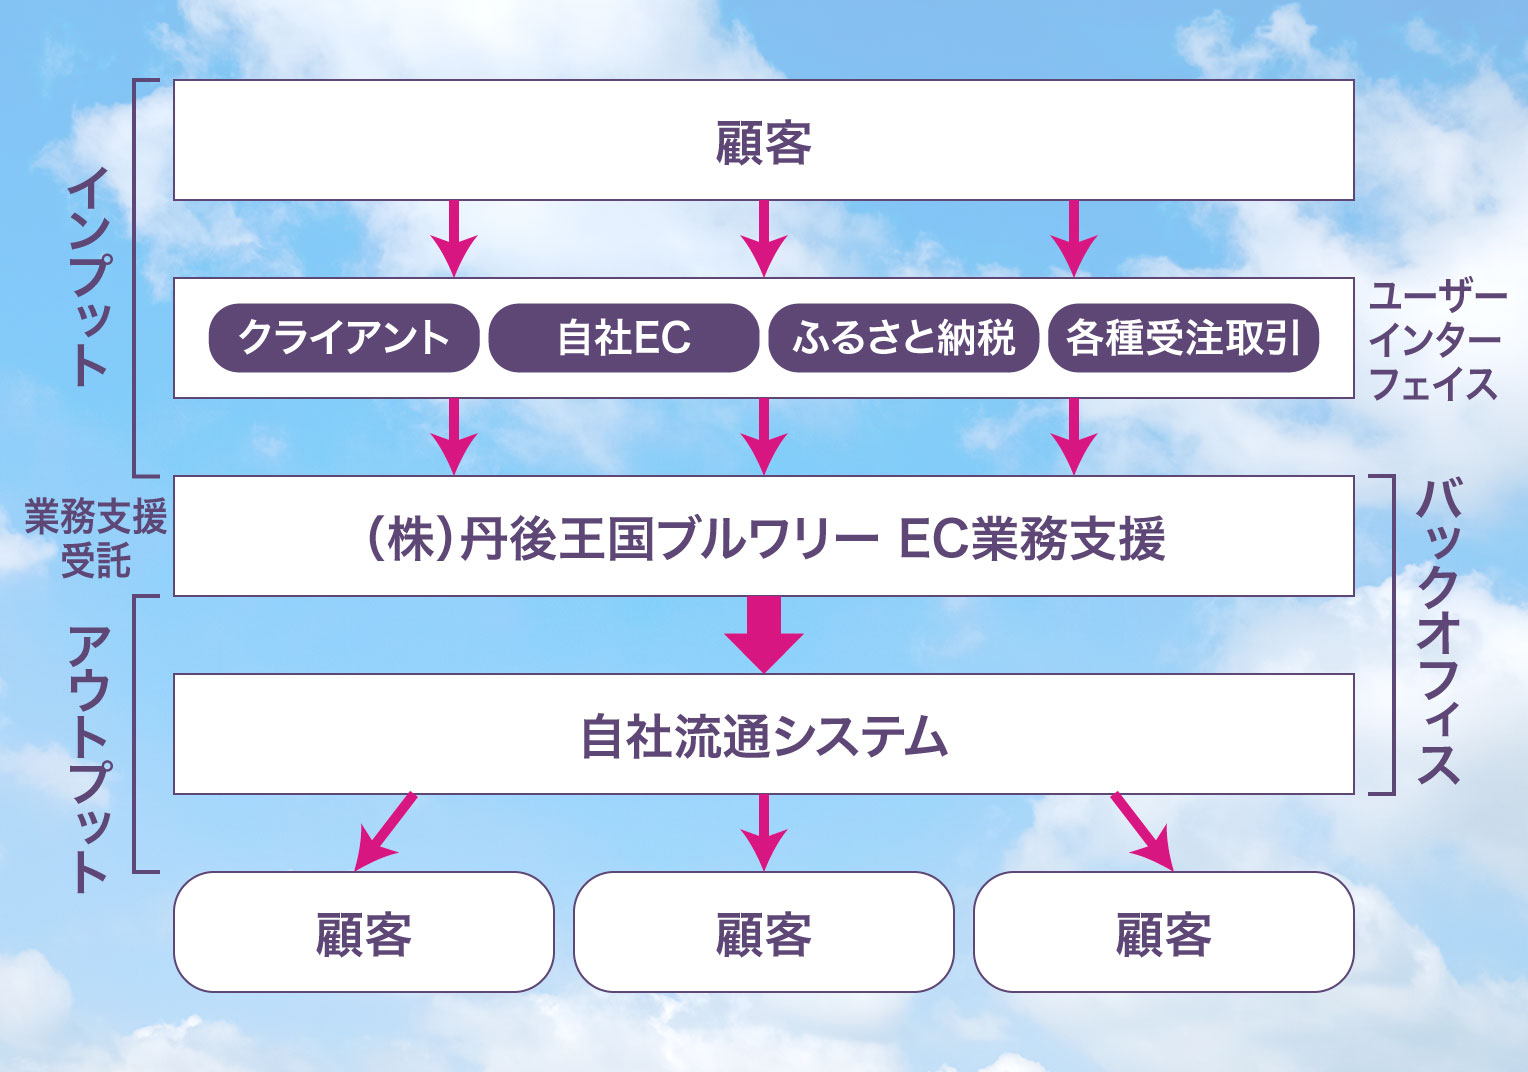 顧客
インプット
クライアント
自社EC
ふるさと納税
各種受注取引
ユーザー
インター
フェイス
業務支援
受託
（株）丹後王国ブルワリー EC業務支援
バックオフィス
アウトプット
自社流通システム
顧客
顧客
顧客